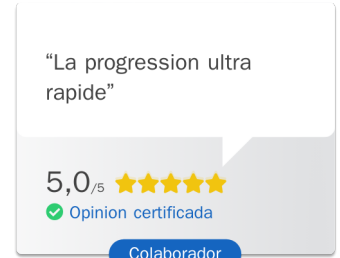 “La progression ultra
rapide”
5,0/5
Opinion certificada
Colaborador